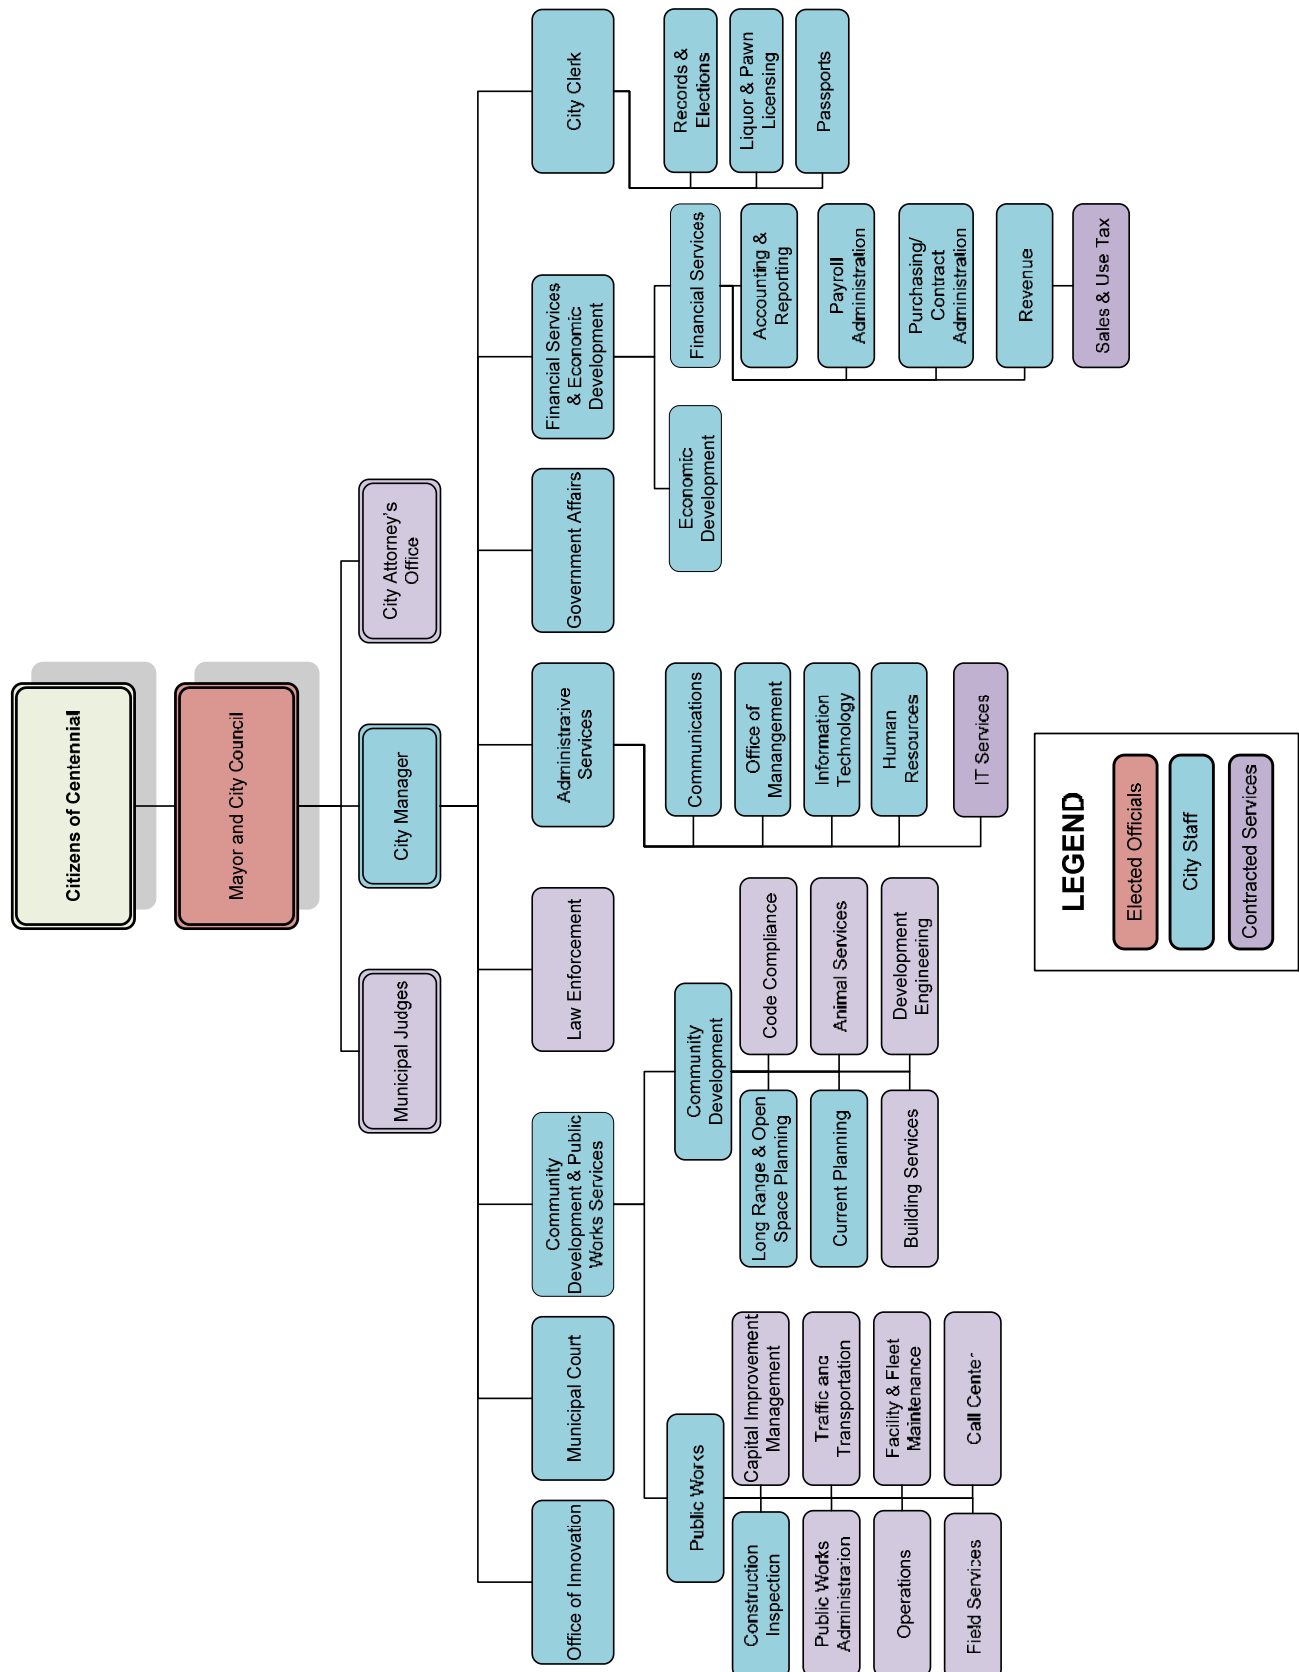 Citizens of Centennial
Mayor and City Council
Municipal Judges
City Manager
City Attorney's
Office
Office of Innovation
Municipal Court
Community
Development & Public
Works Services
Law Enforcement
Administrative
Services
Government Affairs
Financial Services
& Economic
Development
City Clerk
Public Works
Construction
Inspection
Capital Improvement
Management
Public Works
Administration
Traffic and
Transportation
Operations
Facility & Fleet
Maintenance
Field Services
Call Center
Community
Development
Long Range & Open
Space Planning
Code Compliance
Current Planning
Animal Services
Building Services
Development
Engineering
Communications
Office of
Manangement
Information
Technology
Human
Resources
IT Services
Economic
Development
Financial Services
Accounting &
Reporting
Payroll
Administration
Purchasing/
Contract
Administration
Revenue
Sales & Use Tax
Records &
Elections
Liquor & Pawn
Licensing
Passports
LEGEND
Elected Officials
City Staff
Contracted Services